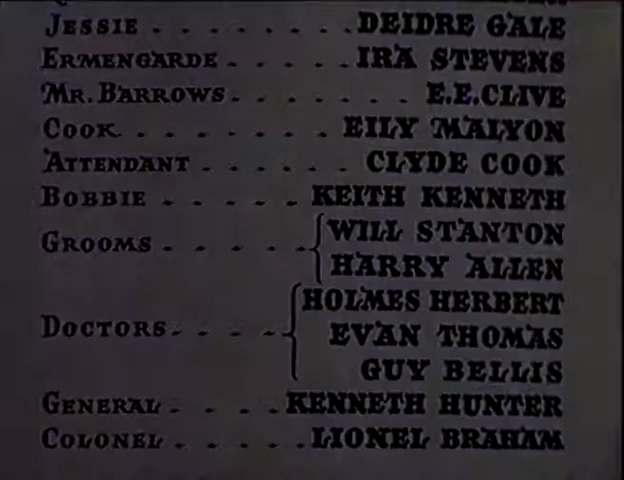 JESSIE . . . . . . . . DEIDRE GALE
ERMENGARDE . . . . . IRA STEVENS
MR. BARROWS . . . . . . E.E.CLIVE
COOK . . . . . . . EILY MALYON
ATTENDANT . . . . . . CLYDE COOK
BOBBIE . . . . . KEITH KENNETH
GROOMS . . . . . WILL STANTON
HARRY ALLEN
HOLMES HERBERT
DOCTORS . . . . EVAN THOMAS
GUY BELLIS
GENERAL . . . . KENNETH HUNTER
COLONEL . . . . . LIONEL BRAHAM